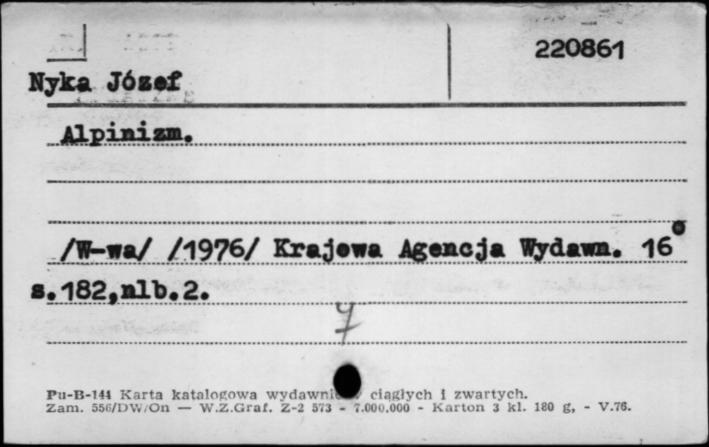 220861
Nyka Józef
Alpinizm.
/W-wa/ /1976/ Krajowa Agencja Wydawn. 16°
s.182,nlb.2.
Pu-B-144 Karta katalogowa ciągłych i zwartych.
Zam. 556/DW/On — W.Z.Graf. Z-2 573 - 7.000.000 - Karton 3 kl. 180 g, - V.76.